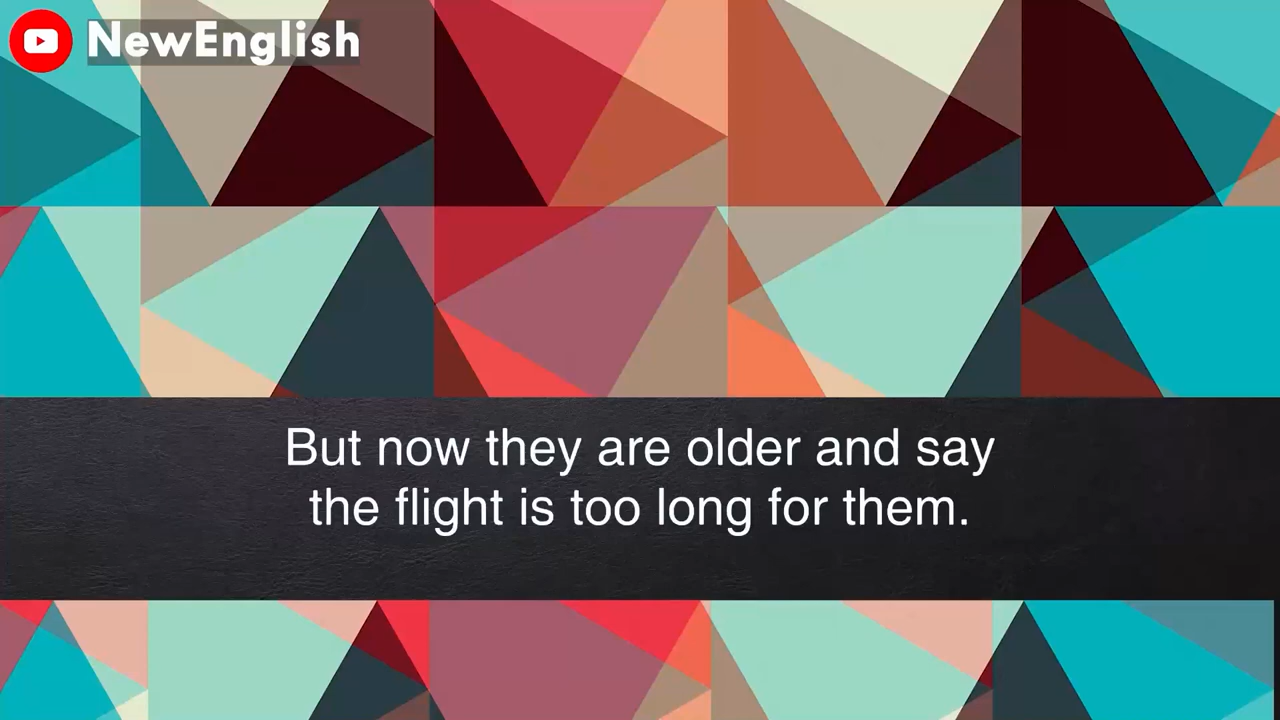 NewEnglish
But now they are older and say
the flight is too long for them.